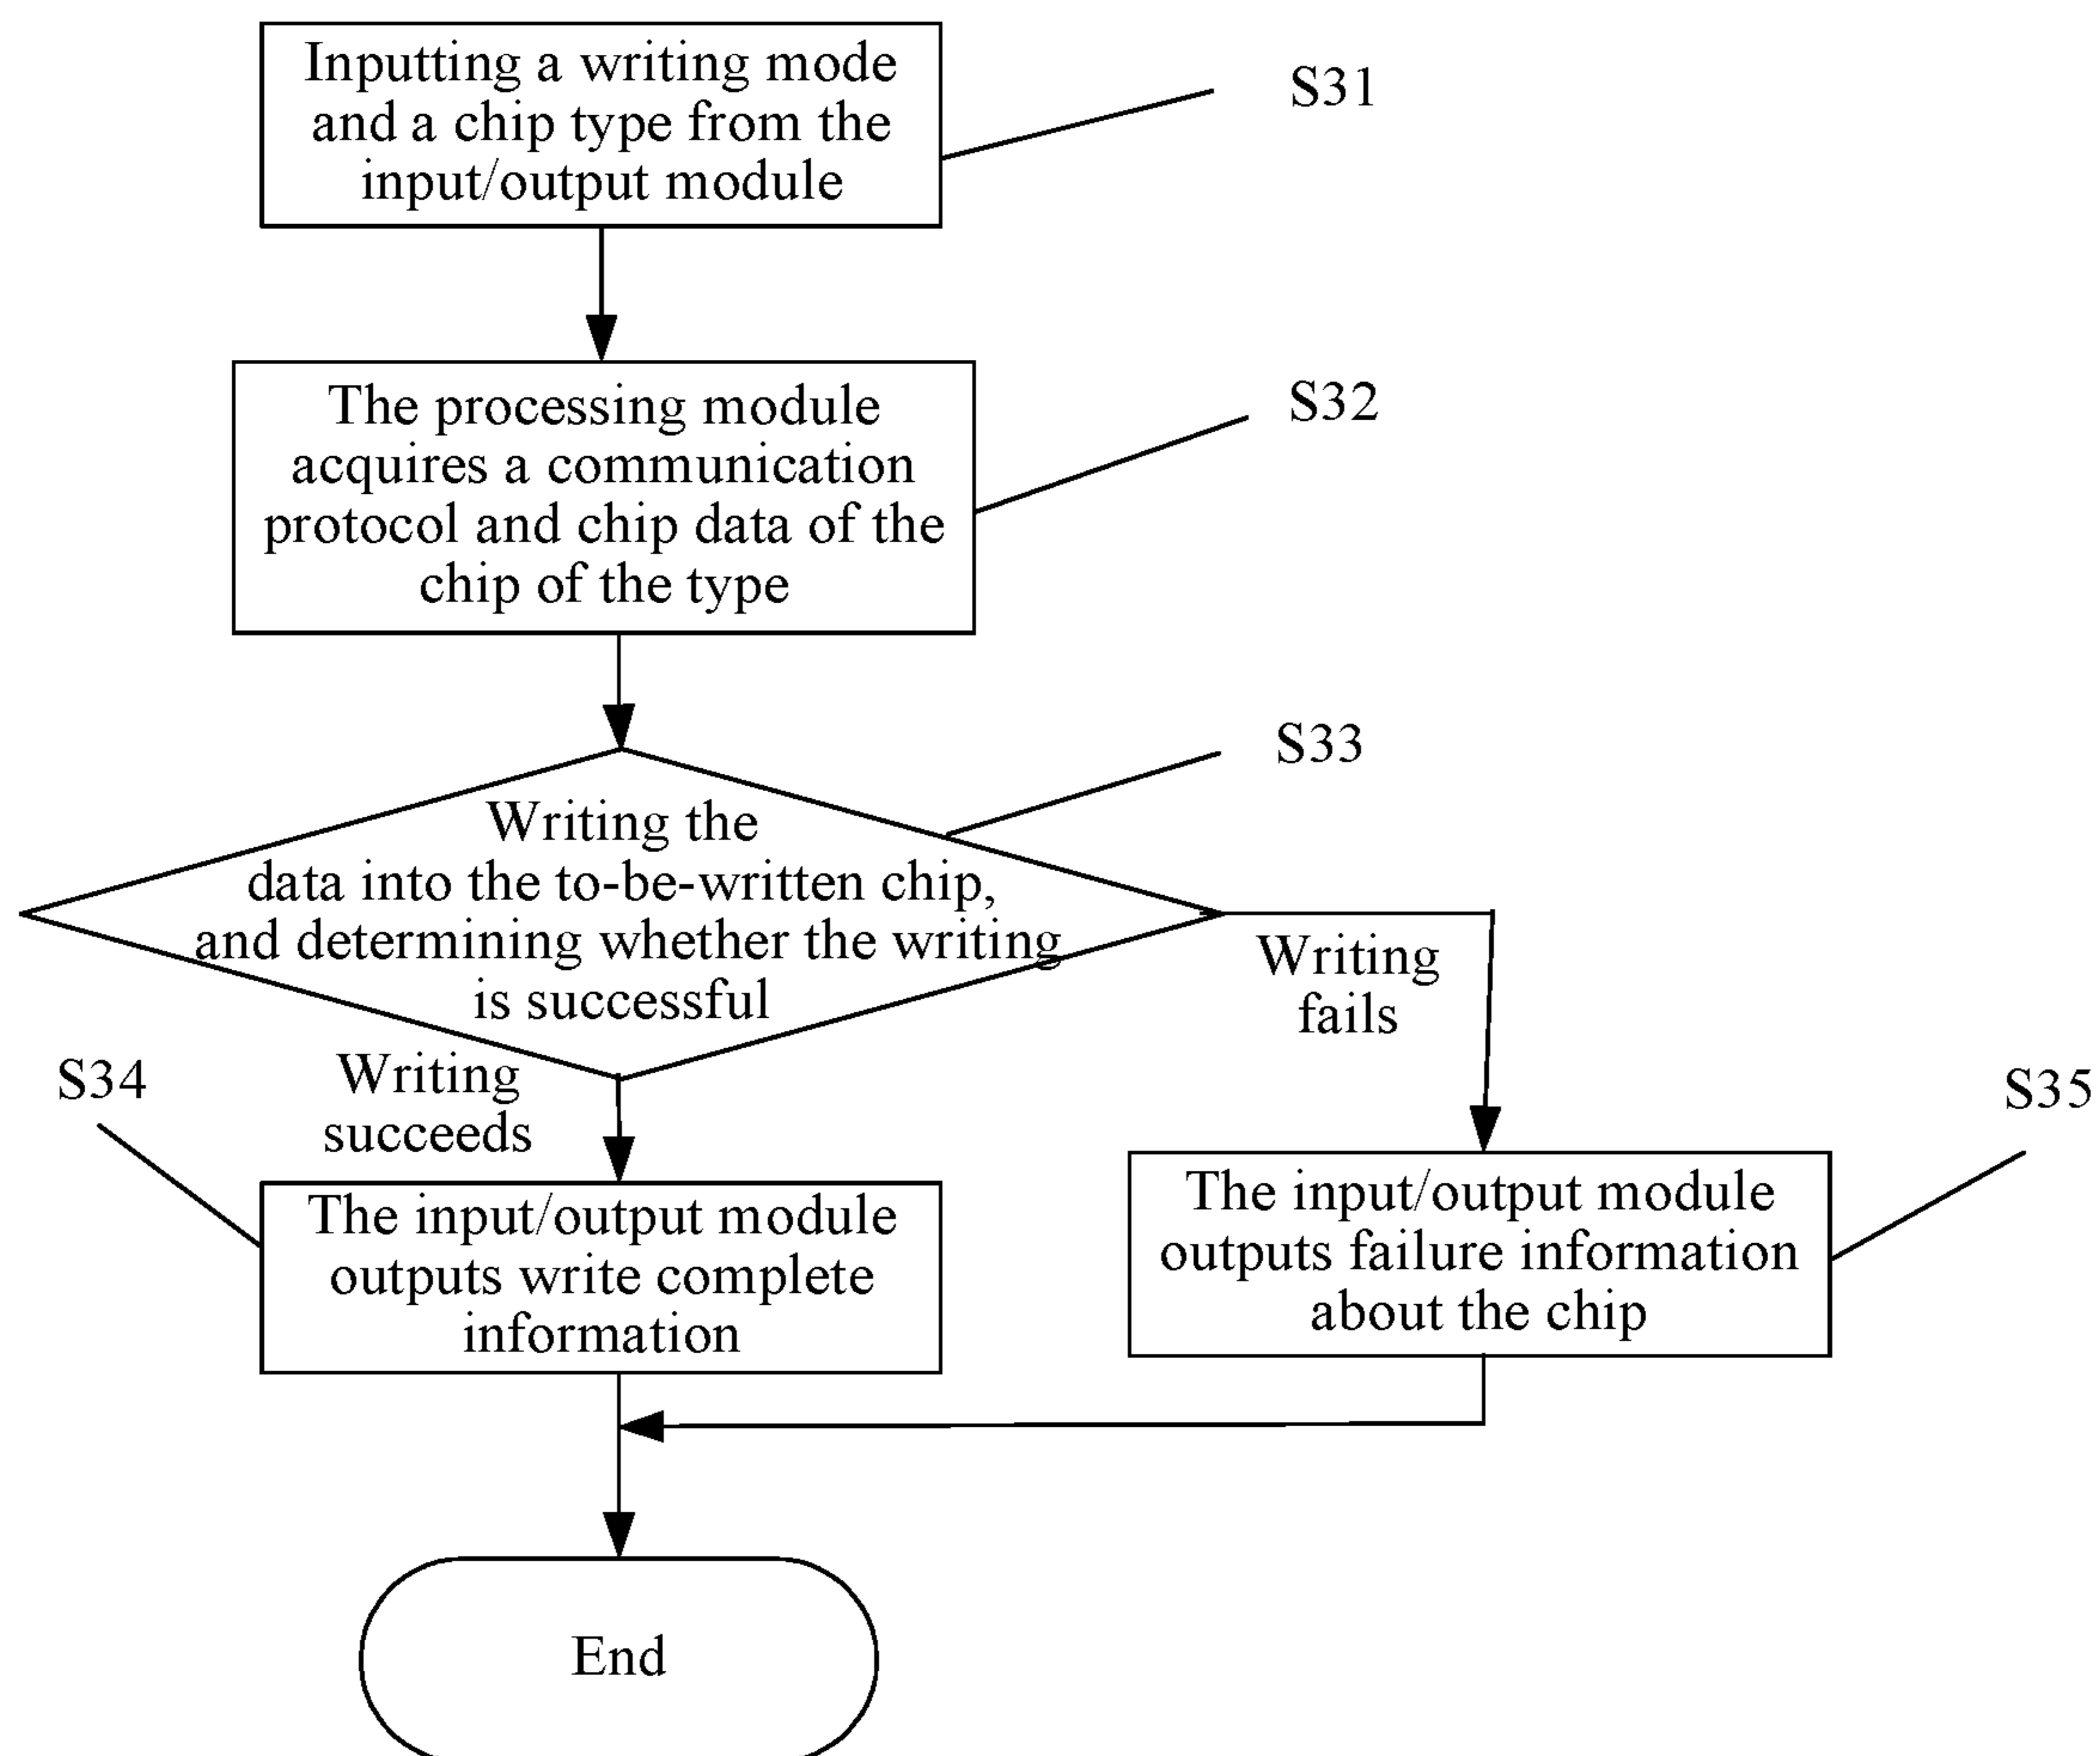 Inputting a writing mode
and a chip type from the
input/output module
S31
The processing module
acquires a communication
protocol and chip data of the
chip of the type
S32
S33
Writing the
data into the to-be-written chip,
and determining whether the writing
is successful
Writing
fails
S34
Writing
succeeds
S35
The input/output module
outputs write complete
information
The input/output module
outputs failure information
about the chip
End